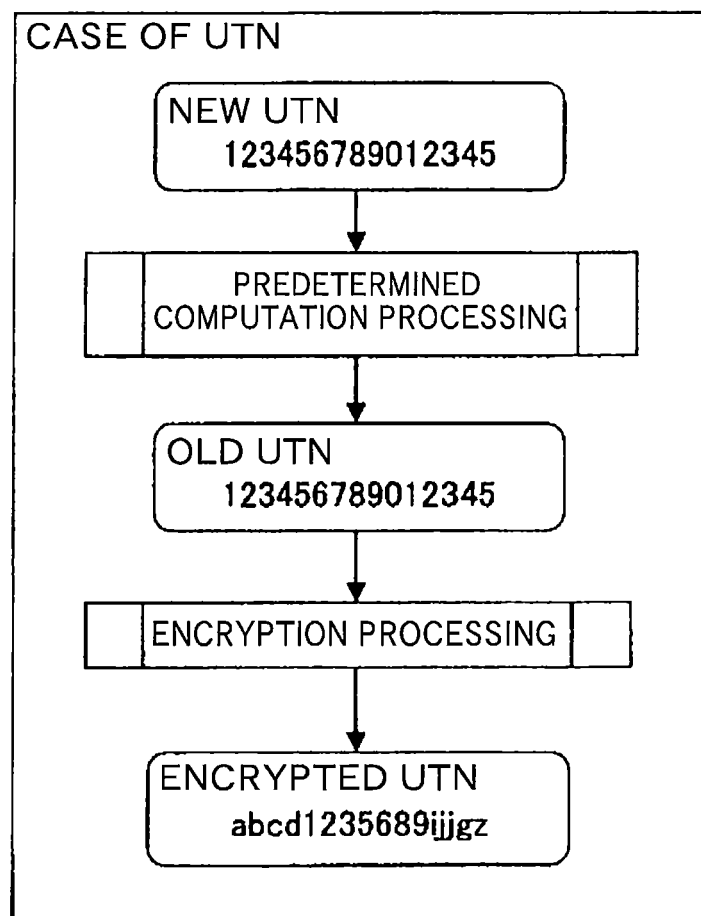 CASE OF UTN
NEW UTN
123456789012345
PREDETERMINED
COMPUTATION PROCESSING
OLD UTN
123456789012345
ENCRYPTION PROCESSING
ENCRYPTED UTN
abcd1235689ijjgz